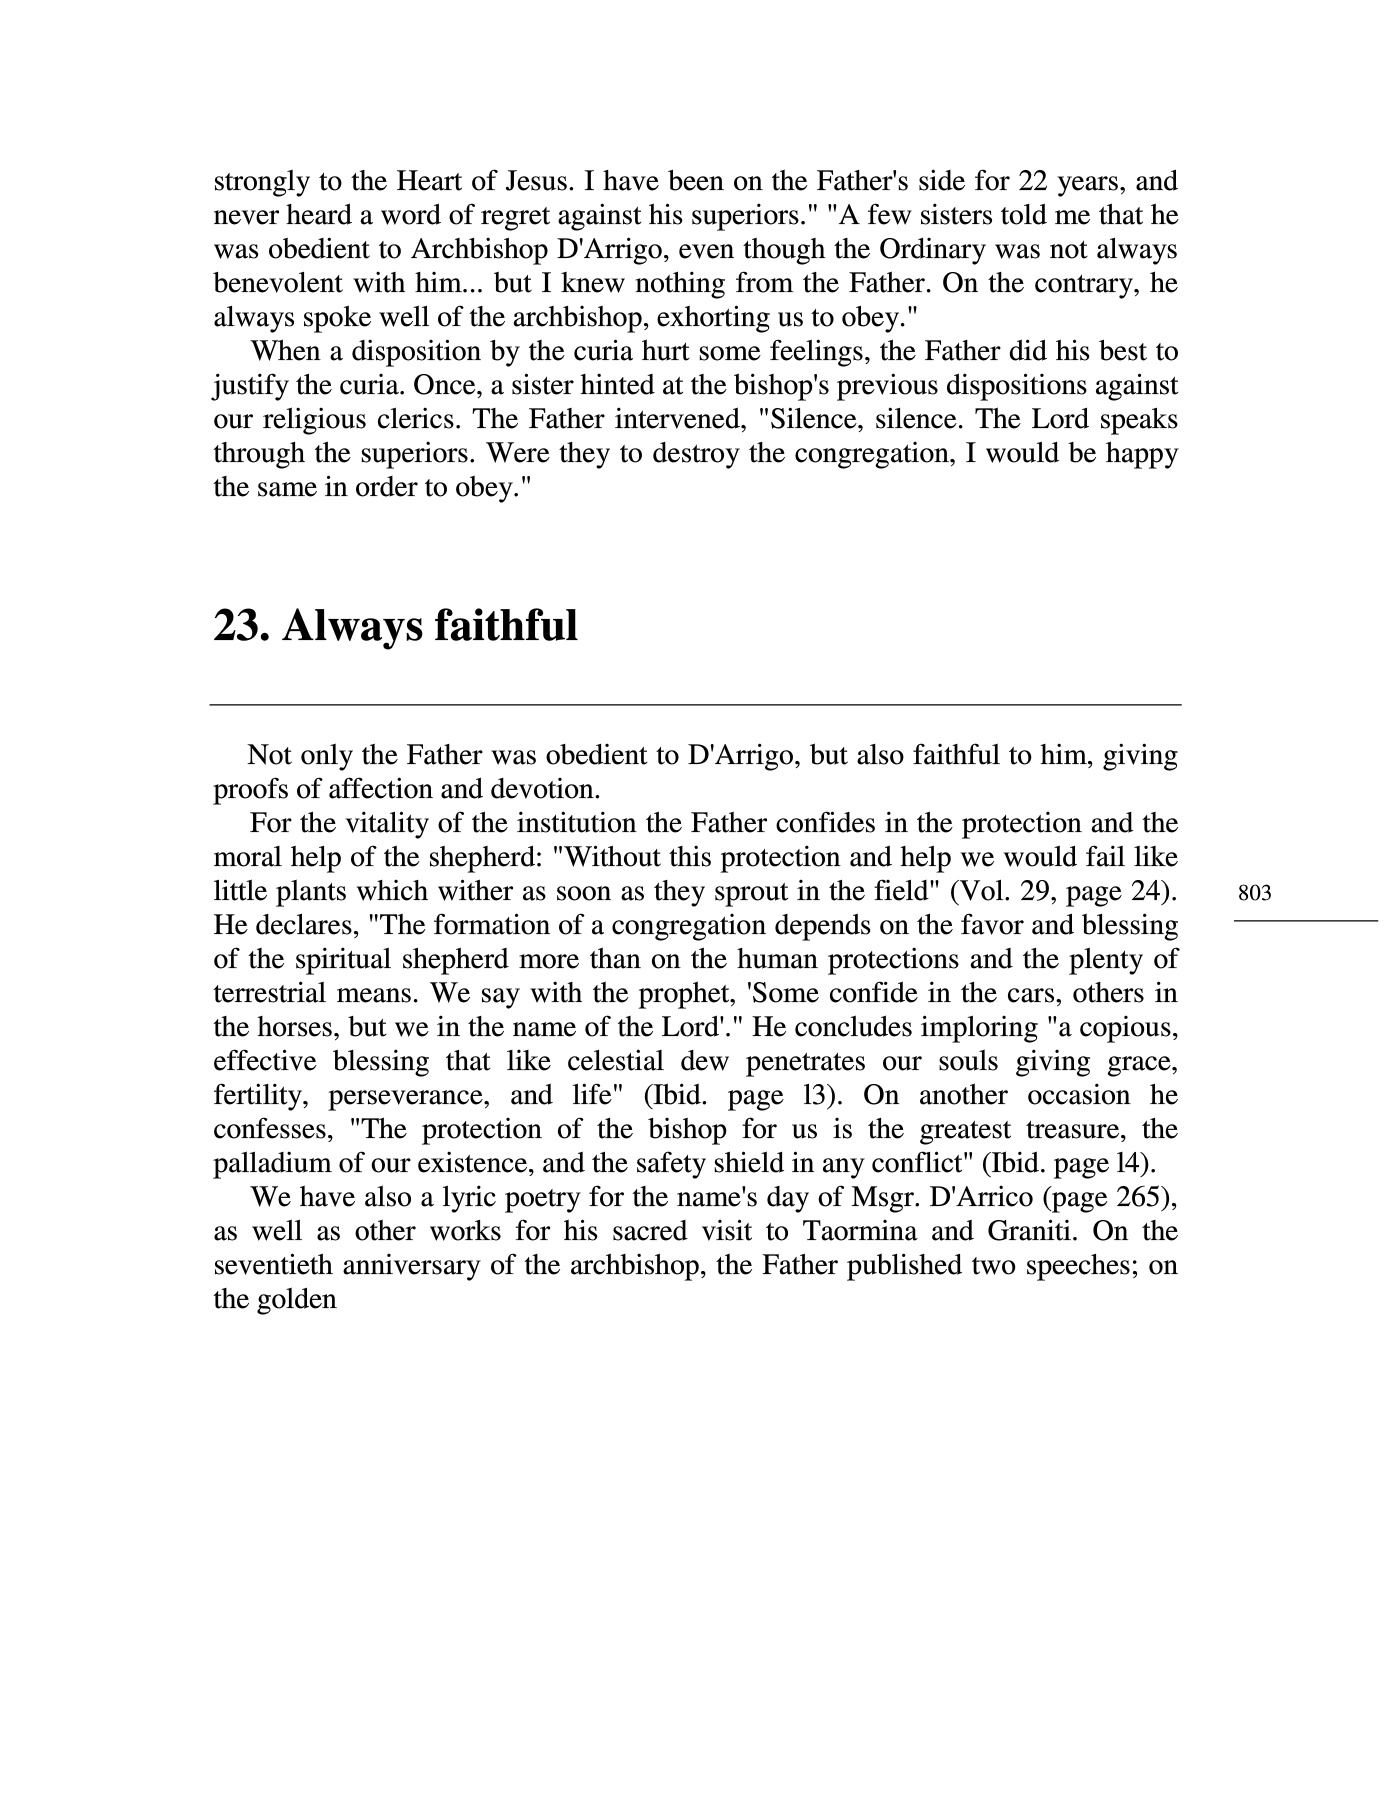 strongly to the Heart of Jesus. I have been on the Father's side for 22 years, and
never heard a word of regret against his superiors." "A few sisters told me that he
was obedient to Archbishop D'Arrigo, even though the Ordinary was not always
benevolent with him... but I knew nothing from the Father. On the contrary, he
always spoke well of the archbishop, exhorting us to obey."
When a disposition by the curia hurt some feelings, the Father did his best to
justify the curia. Once, a sister hinted at the bishop's previous dispositions against
our religious clerics. The Father intervened, "Silence, silence. The Lord speaks
through the superiors. Were they to destroy the congregation, I would be happy
the same in order to obey."
23. Always faithful
Not only the Father was obedient to D'Arrigo, but also faithful to him, giving
proofs of affection and devotion.
For the vitality of the institution the Father confides in the protection and the
moral help of the shepherd: "Without this protection and help we would fail like
little plants which wither as soon as they sprout in the field" (Vol. 29, page 24).
He declares, "The formation of a congregation depends on the favor and blessing
of the spiritual shepherd more than on the human protections and the plenty of
terrestrial means. We say with the prophet, 'Some confide in the cars, others in
the horses, but we in the name of the Lord'." He concludes imploring "a copious,
effective blessing that like celestial dew penetrates our souls giving grace,
fertility, perseverance, and life" (Ibid. page l3). On another occasion he
confesses, "The protection of the bishop for us is the greatest treasure, the
palladium of our existence, and the safety shield in any conflict" (Ibid. page l4).
We have also a lyric poetry for the name's day of Msgr. D'Arrico (page 265),
as well as other works for his sacred visit to Taormina and Graniti. On the
seventieth anniversary of the archbishop, the Father published two speeches; on
the golden
803